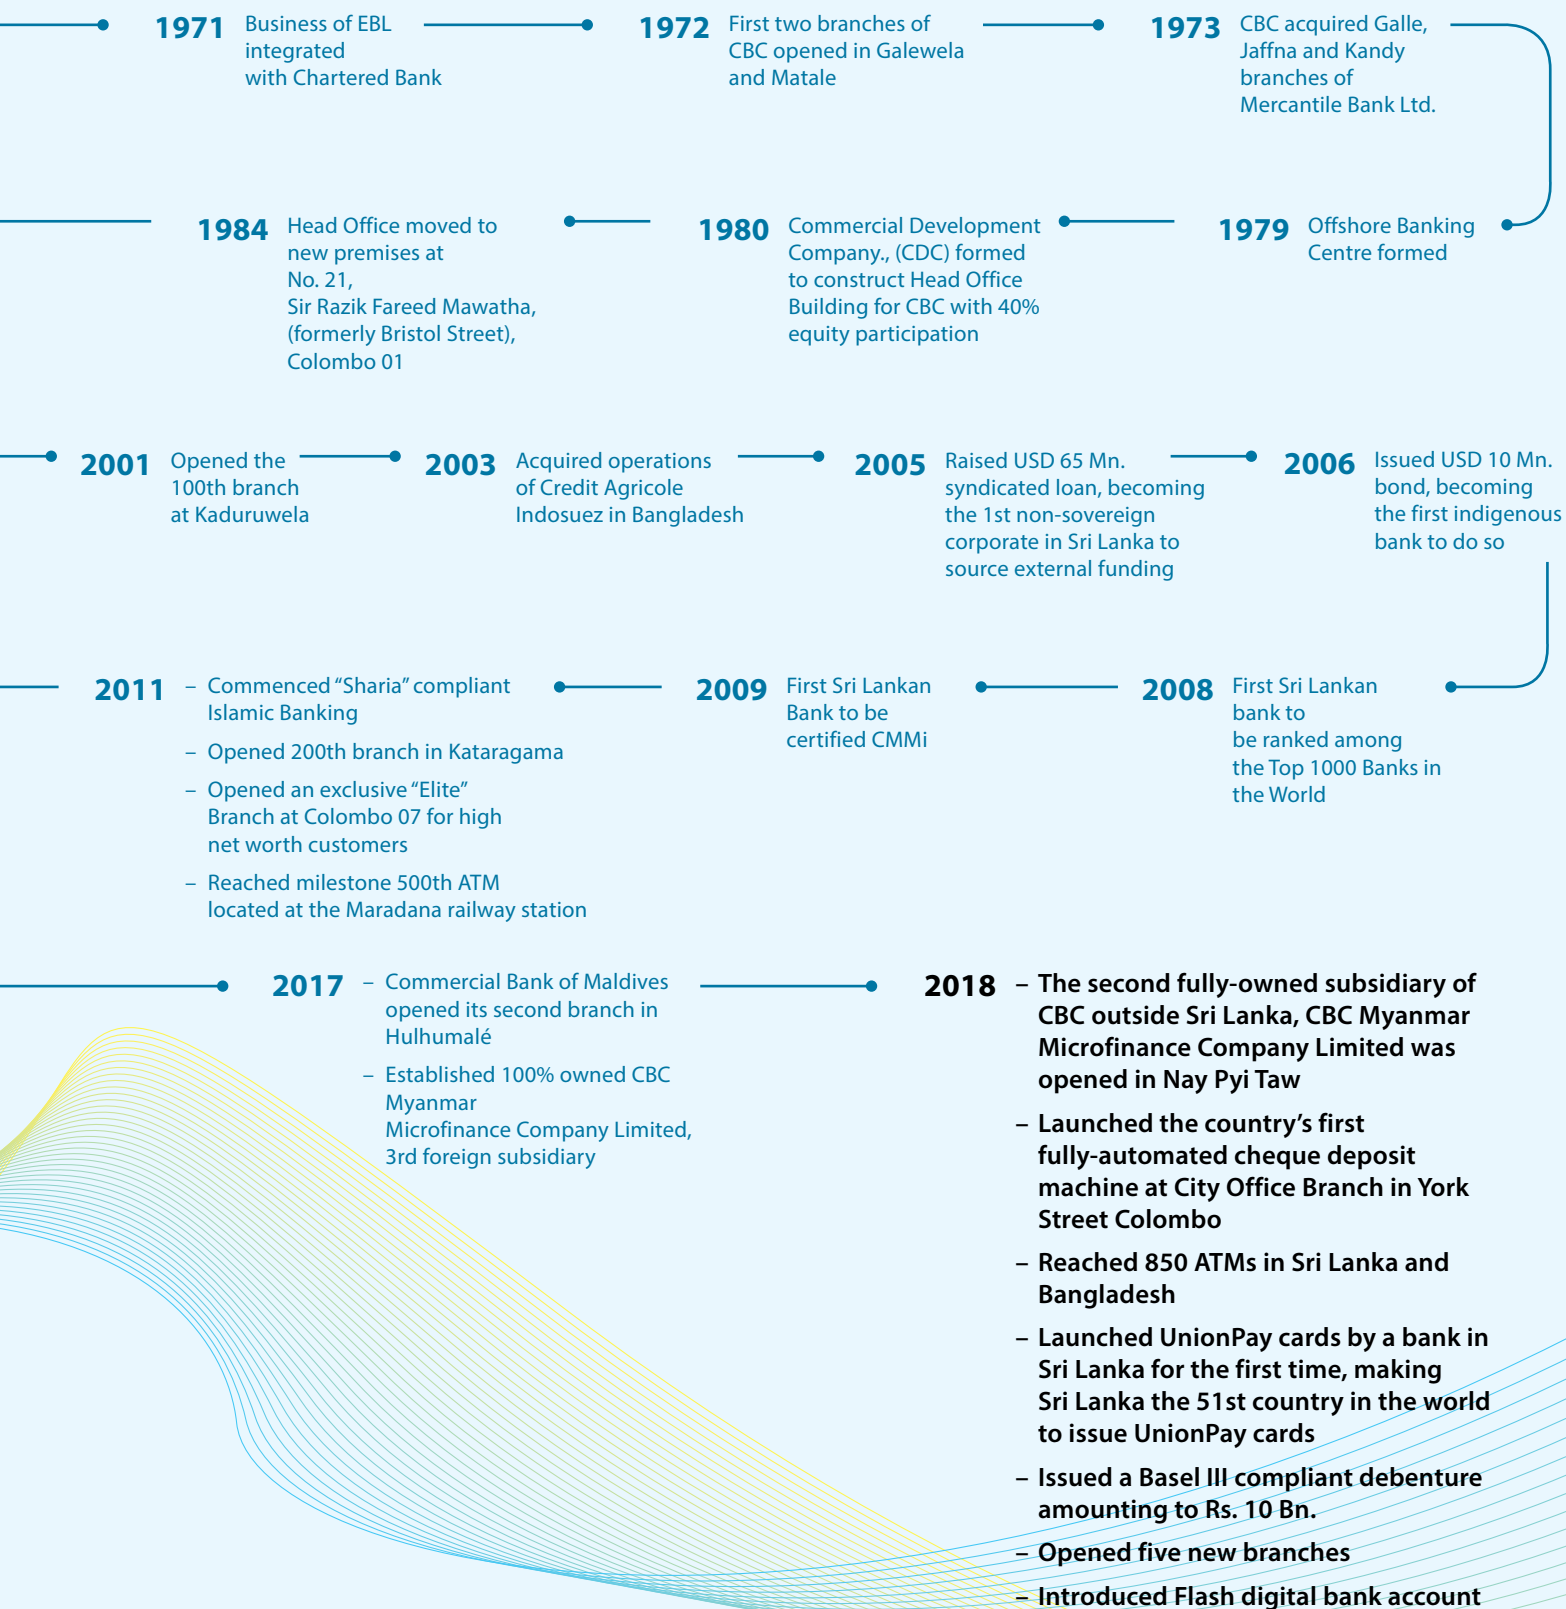 1971 Business of EBL
integrated
with Chartered Bank
1972 First two branches of
CBC opened in Galewela
and Matale
1973 CBC acquired Galle,
Jaffna and Kandy
branches of
Mercantile Bank Ltd.
1979 Offshore Banking
Centre formed
1980 Commercial Development
Company., (CDC) formed
to construct Head Office
Building for CBC with 40%
equity participation
1984 Head Office moved to
new premises at
No. 21,
Sir Razik Fareed Mawatha,
(formerly Bristol Street),
Colombo 01
2001 Opened the
100th branch
at Kaduruwela
2003 Acquired operations
of Credit Agricole
Indosuez in Bangladesh
2005 Raised USD 65 Mn.
syndicated loan, becoming
the 1st non-sovereign
corporate in Sri Lanka to
source external funding
2006 Issued USD 10 Mn.
bond, becoming
the first indigenous
bank to do so
2008 First Sri Lankan
bank to
be ranked among
the Top 1000 Banks in
the World
2009 First Sri Lankan
Bank to be
certified CMMi
2011 – Commenced “Sharia” compliant
Islamic Banking
– Opened 200th branch in Kataragama
– Opened an exclusive “Elite”
Branch at Colombo 07 for high
net worth customers
– Reached milestone 500th ATM
located at the Maradana railway station
2017 – Commercial Bank of Maldives
opened its second branch in
Hulhumalé
– Established 100% owned CBC
Myanmar
Microfinance Company Limited,
3rd foreign subsidiary
2018 – The second fully-owned subsidiary of
CBC outside Sri Lanka, CBC Myanmar
Microfinance Company Limited was
opened in Nay Pyi Taw
– Launched the country’s first
fully-automated cheque deposit
machine at City Office Branch in York
Street Colombo
– Reached 850 ATMs in Sri Lanka and
Bangladesh
– Launched UnionPay cards by a bank in
Sri Lanka for the first time, making
Sri Lanka the 51st country in the world
to issue UnionPay cards
– Issued a Basel III compliant debenture
amounting to Rs. 10 Bn.
– Opened five new branches
– Introduced Flash digital bank account